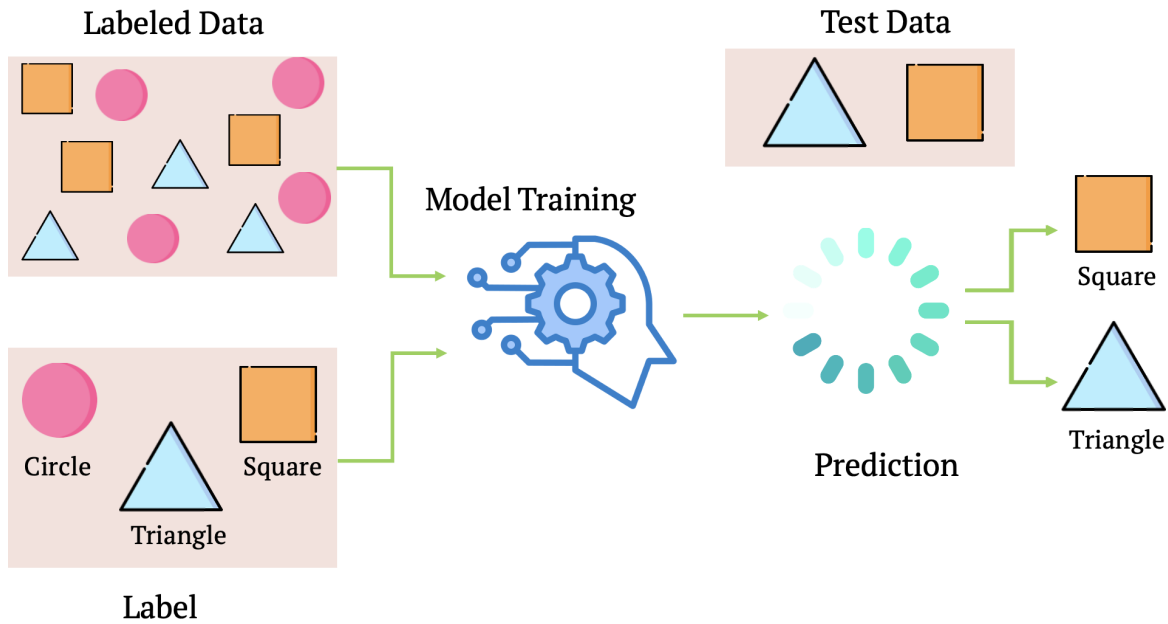 Labeled Data
Test Data
Model Training
Square
Circle
Square
Triangle
Prediction
Triangle
Label